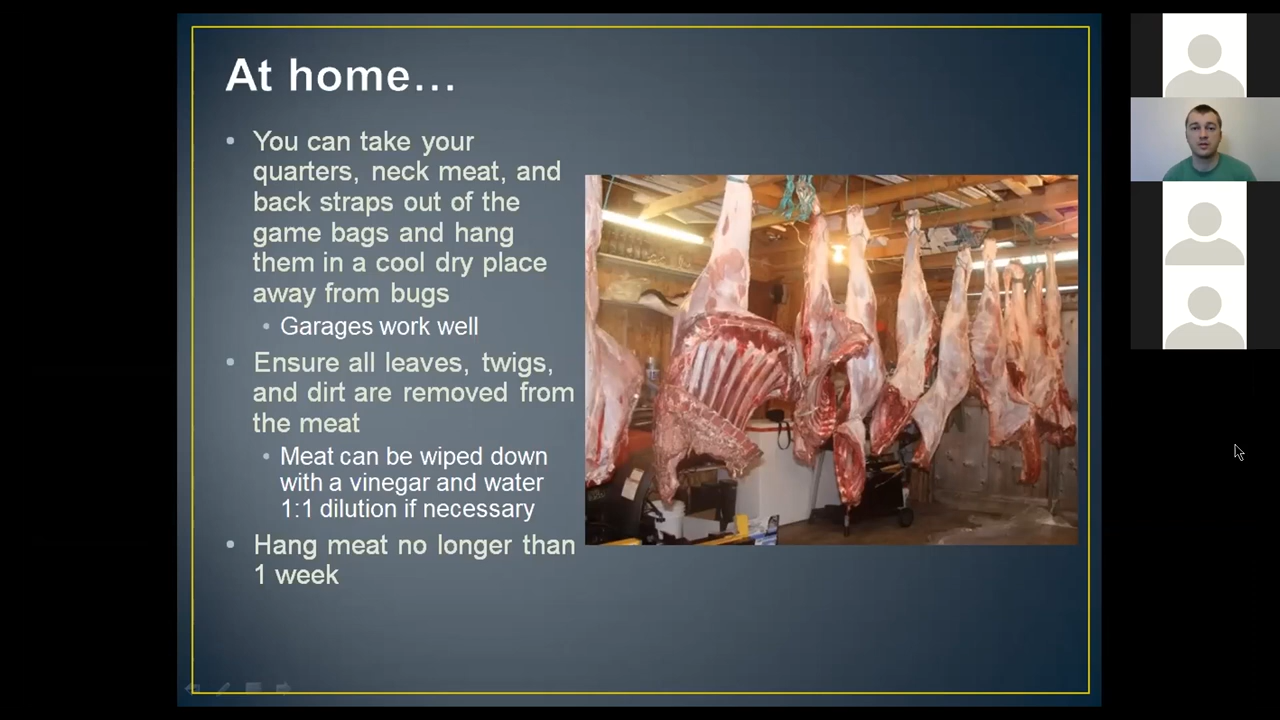 At home...
• You can take your
quarters, neck meat, and
back straps out of the
game bags and hang
them in a cool dry place
away from bugs
• Garages work well
• Ensure all leaves, twigs,
and dirt are removed from
the meat
• Meat can be wiped down
with a vinegar and water
1:1 dilution if necessary
• Hang meat no longer than
1 week